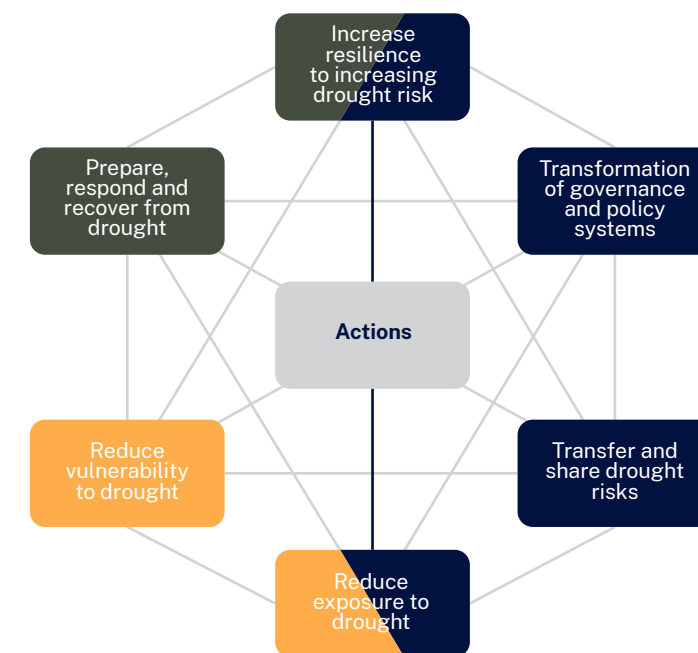 Increase
resilience
to increasing
drought risk
Prepare,
respond and
recover from
drought
Transformation
of governance
and policy
systems
Actions
Reduce
vulnerability
to drought
Transfer and
share drought
risks
Reduce
exposure to
drought